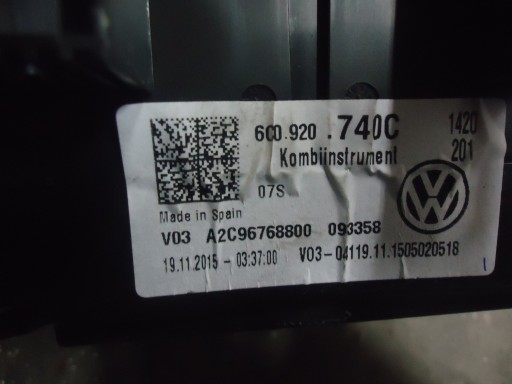 6C0.920 .740C 1420
Kombiinstrument 201
07S
Made in Spain
V03 A2C96768800 093358
19.11.2015 - 03:37:00 V03-04119.11.1505020518